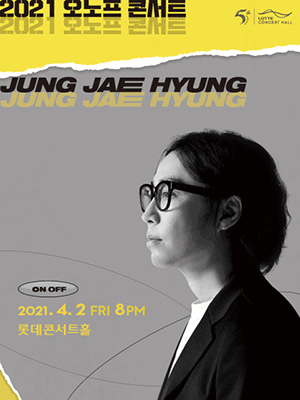 2021 오노프 콘서트
2021 오노프 콘서트
5th
LOTTE
CONCERT HALL
JUNG JAE HYUNG
JUNG JAE HYUNG
ON OFF
2021. 4. 2 FRI 8PM
롯데콘서트홀